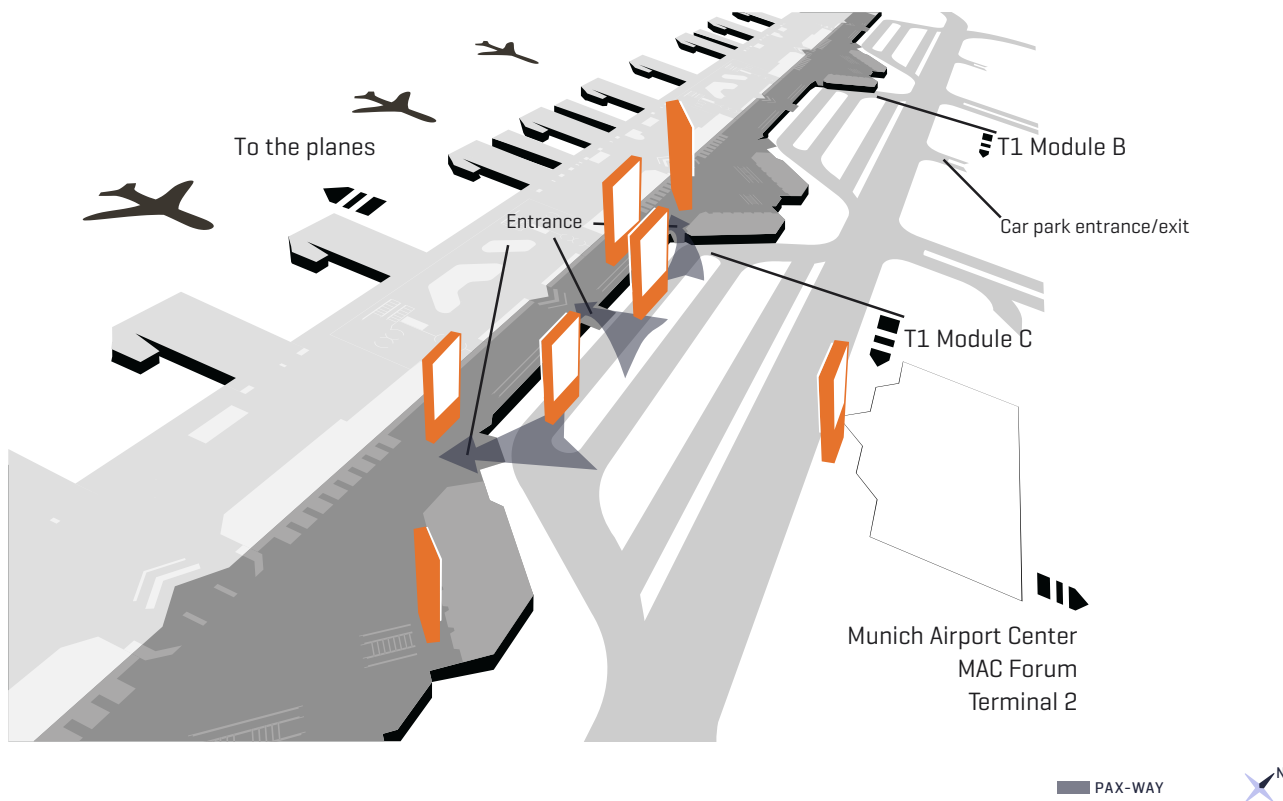 To the planes
T1 Module B
Entrance
Car park entrance/exit
T1 Module C
Munich Airport Center
MAC Forum
Terminal 2
PAX-WAY
N